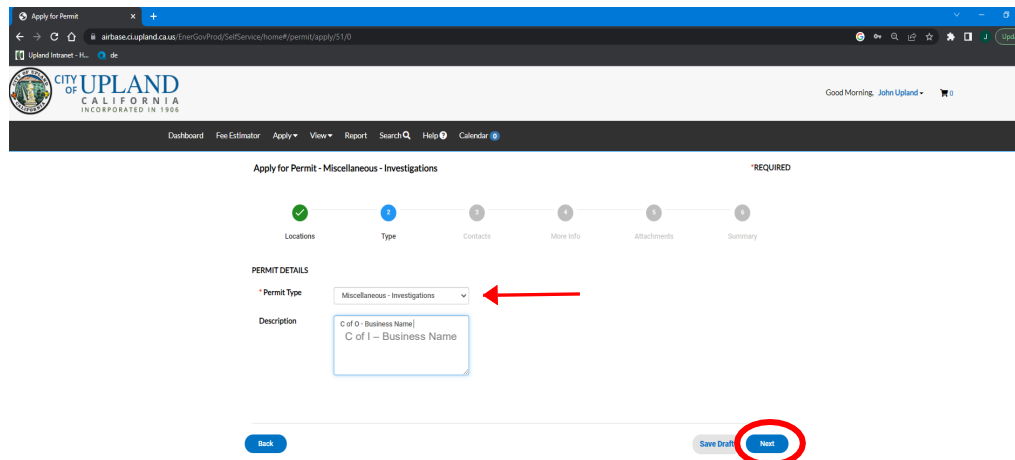 Apply for Permit
airbase.ci.upland.ca.us/EnerGovProd/SelfService/home#/permit/apply/51/0
J Upda
Upland Intranet - H... de
CITY OF UPLAND
CALIFORNIA
INCORPORATED IN 1906
Good Morning, John Upland 0
Dashboard Fee Estimator Apply View Report Search Help Calendar 0
Apply for Permit - Miscellaneous - Investigations *REQUIRED
2 3 4 5 6
Locations Type Contacts More Info Attachments Summary
PERMIT DETAILS
* Permit Type Miscellaneous - Investigations
Description C of O - Business Name
C of I – Business Name
Back Save Draft Next